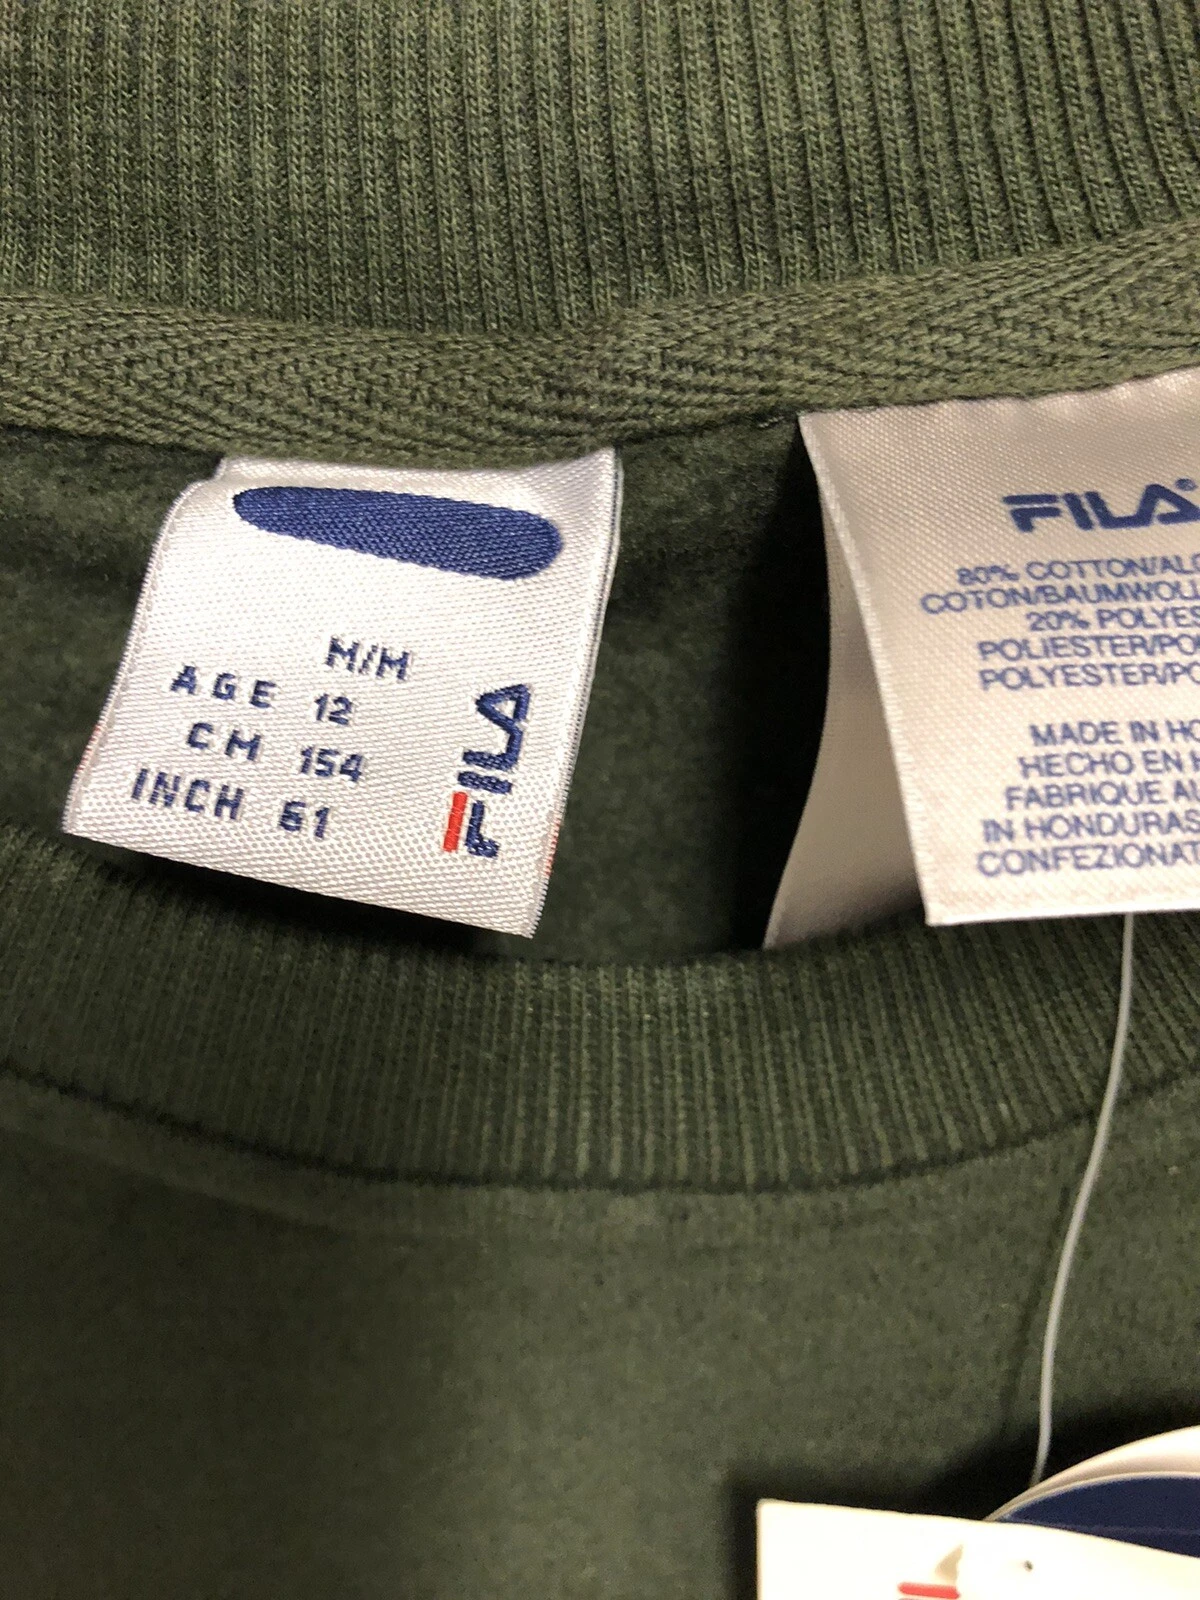 M/M
AGE 12
CM 154
INCH 61
FILA
FILA®
80% COTTON/ALG
COTON/BAUMWOLL
20% POLYES
POLIESTER/PO
POLYESTER/PO
MADE IN HO
HECHO EN H
FABRIQUE A
IN HONDURAS
CONFEZIONAT